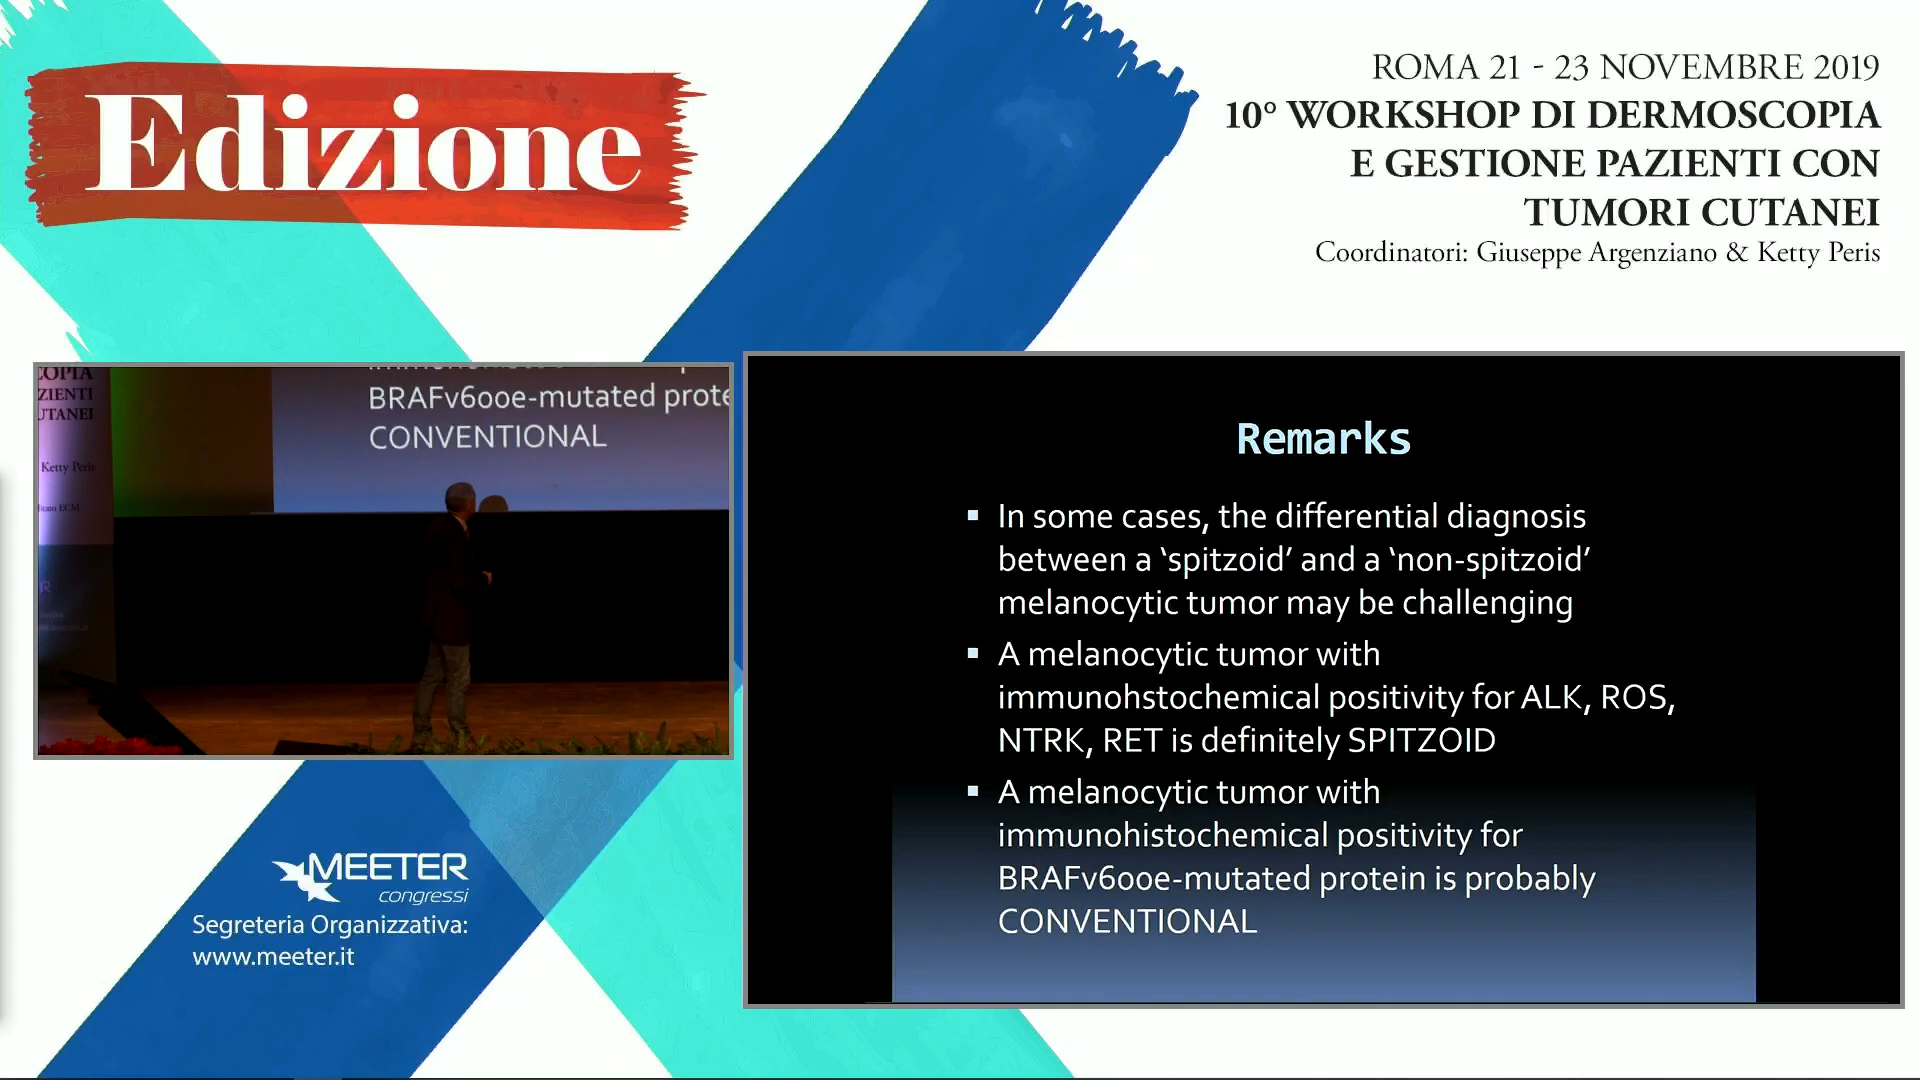 Edizione
ROMA 21 - 23 NOVEMBRE 2019
10° WORKSHOP DI DERMOSCOPIA
E GESTIONE PAZIENTI CON
TUMORI CUTANEI
Coordinatori: Giuseppe Argenziano & Ketty Peris
COPIA
ZIENTI
UTANEI
Ketty Peris
BRAFv600e-mutated prote
CONVENTIONAL
Remarks
▪ In some cases, the differential diagnosis
between a ‘spitzoid’ and a ‘non-spitzoid’
melanocytic tumor may be challenging
▪ A melanocytic tumor with
immunohstochemical positivity for ALK, ROS,
NTRK, RET is definitely SPITZOID
▪ A melanocytic tumor with
immunohistochemical positivity for
BRAFv600e-mutated protein is probably
CONVENTIONAL
MEETER
congressi
Segreteria Organizzativa:
www.meeter.it